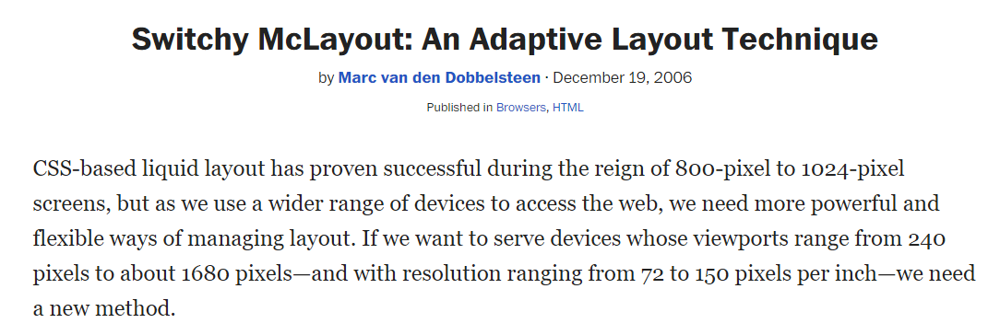 Switchy McLayout: An Adaptive Layout Technique
by Marc van den Dobbelsteen · December 19, 2006
Published in Browsers, HTML
CSS-based liquid layout has proven successful during the reign of 800-pixel to 1024-pixel
screens, but as we use a wider range of devices to access the web, we need more powerful and
flexible ways of managing layout. If we want to serve devices whose viewports range from 240
pixels to about 1680 pixels—and with resolution ranging from 72 to 150 pixels per inch—we need
a new method.